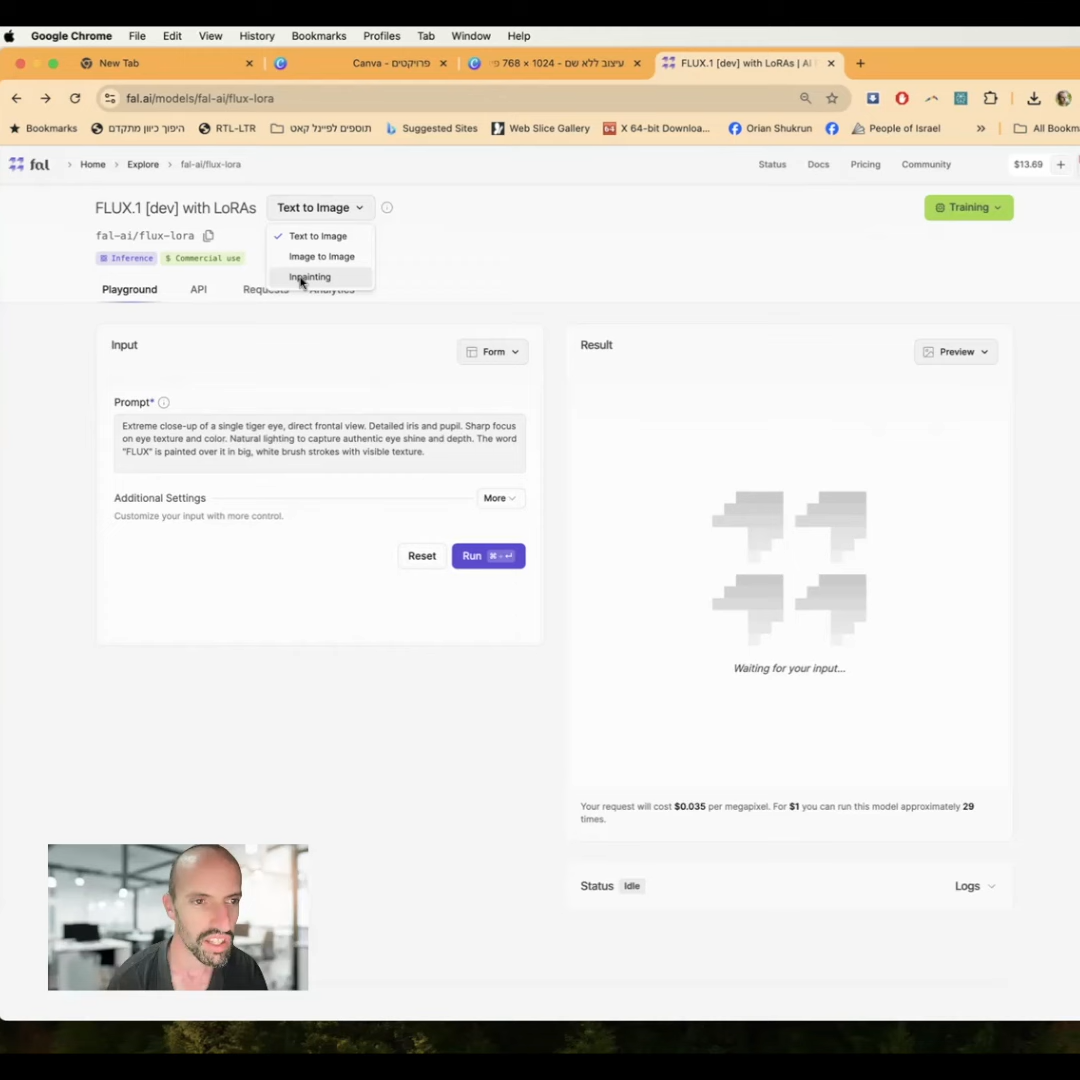 Google Chrome File Edit View History Bookmarks Profiles Tab Window Help
New Tab
Canva - פרויקטים
עיצוב ללא שם - 1024 × 768 פי
FLUX.1 [dev] with LoRAs | AI
fal.ai/models/fal-ai/flux-lora
Bookmarks היפוך כיוון מתקדם RTL-LTR תוספים לפיינל קאט Suggested Sites Web Slice Gallery X 64-bit Downloa... Orian Shukrun People of Israel » All Bookm
fal > Home > Explore > fal-ai/flux-lora Status Docs Pricing Community $13.69 +
FLUX.1 [dev] with LoRAs Text to Image Training
fal-ai/flux-lora Text to Image
Inference $ Commercial use Image to Image
Inpainting
Playground API Requests Analytics
Input Form Result Preview
Prompt*
Extreme close-up of a single tiger eye, direct frontal view. Detailed iris and pupil. Sharp focus
on eye texture and color. Natural lighting to capture authentic eye shine and depth. The word
"FLUX" is painted over it in big, white brush strokes with visible texture.
Additional Settings More
Customize your input with more control.
Reset Run ⌘ - ↵
Waiting for your input...
Your request will cost $0.035 per megapixel. For $1 you can run this model approximately 29
times.
Status Idle Logs